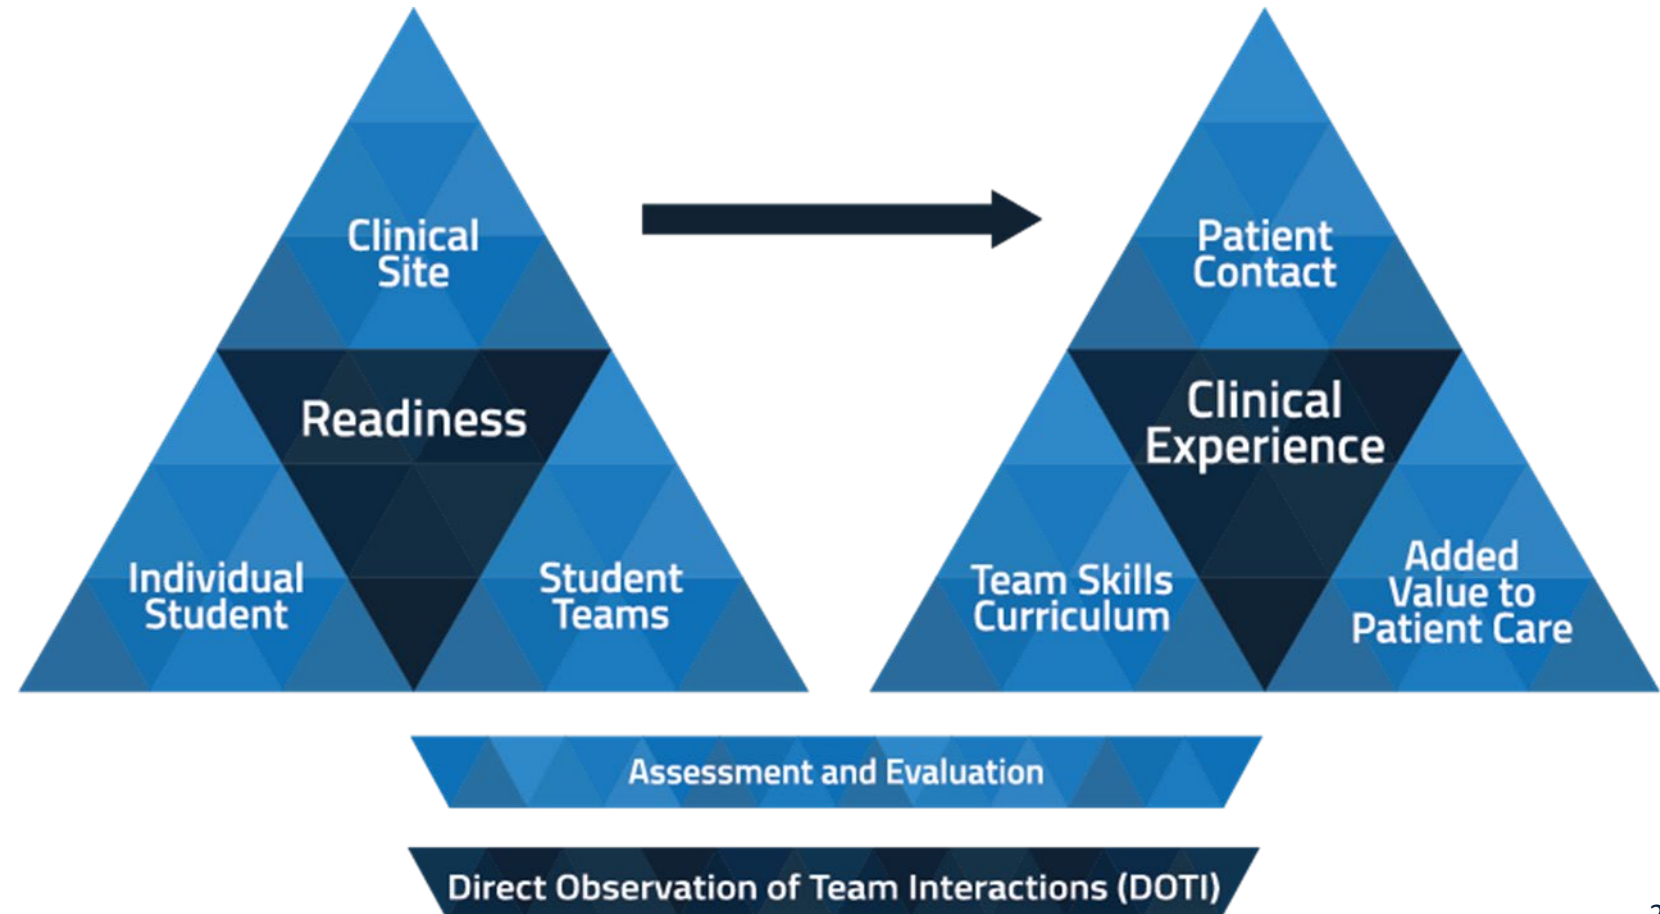 Clinical
Site
Readiness
Individual
Student
Student
Teams
Patient
Contact
Clinical
Experience
Team Skills
Curriculum
Added
Value to
Patient Care
Assessment and Evaluation
Direct Observation of Team Interactions (DOTI)